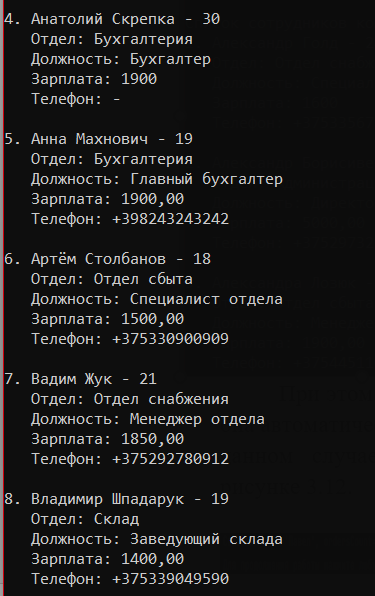 4. Анатолий Скрепка - 30
Отдел: Бухгалтерия
Должность: Бухгалтер
Зарплата: 1900
Телефон: -
5. Анна Махнович - 19
Отдел: Бухгалтерия
Должность: Главный бухгалтер
Зарплата: 1900,00
Телефон: +398243243242
6. Артём Столбанов - 18
Отдел: Отдел сбыта
Должность: Специалист отдела
Зарплата: 1500,00
Телефон: +375330900909
7. Вадим Жук - 21
Отдел: Отдел снабжения
Должность: Менеджер отдела
Зарплата: 1850,00
Телефон: +375292780912
8. Владимир Шпадарук - 19
Отдел: Склад
Должность: Заведующий склада
Зарплата: 1400,00
Телефон: +375339049590